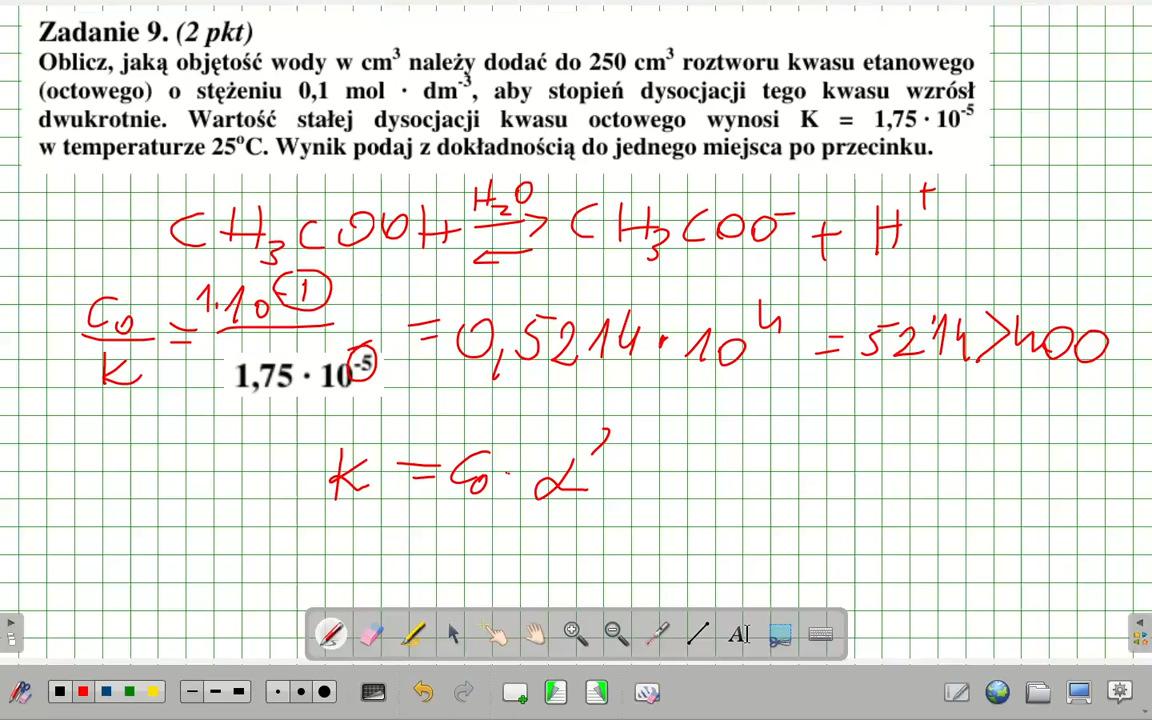 Zadanie 9. (2 pkt)
Oblicz, jaką objętość wody w cm³ należy dodać do 250 cm³ roztworu kwasu etanowego
(octowego) o stężeniu 0,1 mol · dm⁻³, aby stopień dysocjacji tego kwasu wzrósł
dwukrotnie. Wartość stałej dysocjacji kwasu octowego wynosi K = 1,75 · 10⁻⁵
w temperaturze 25°C. Wynik podaj z dokładnością do jednego miejsca po przecinku.
H₂O
CH₃COOH ⇌ CH₃COO⁻ + H⁺
C₀/K = 1·10⁻¹ / 1,75 · 10⁻⁵ = 0,5214 · 10⁴ = 5214 > 400
K = C₀ · α
AI